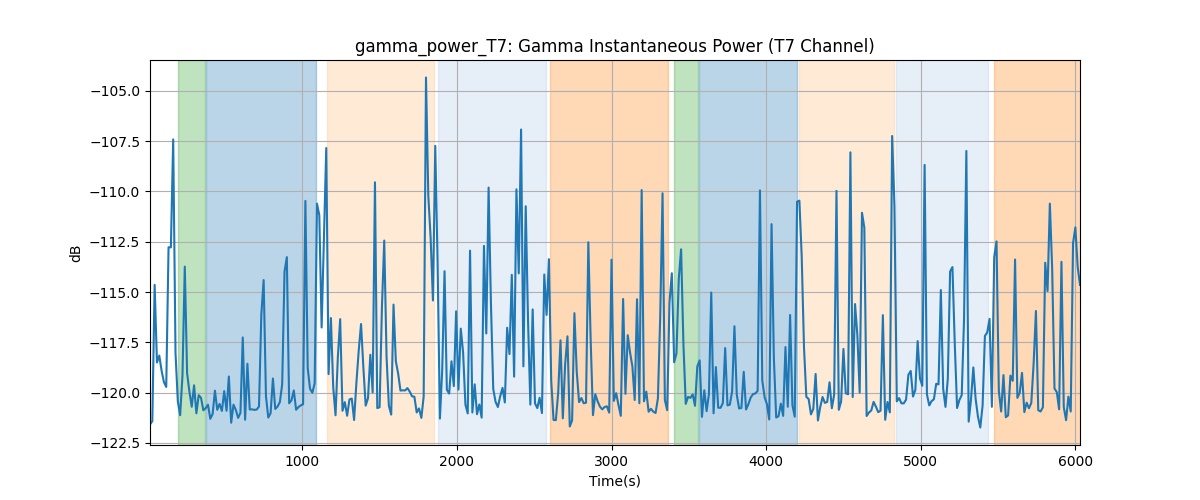 gamma_power_T7: Gamma Instantaneous Power (T7 Channel)
−105.0
−107.5
−110.0
−112.5
−115.0
−117.5
−120.0
−122.5
dB
1000 2000 3000 4000 5000 6000
Time(s)